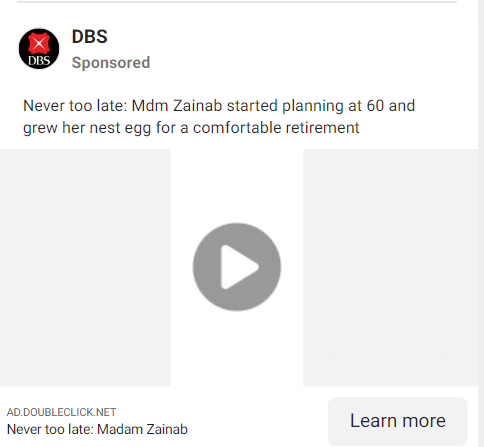 DBS
DBS
Sponsored
Never too late: Mdm Zainab started planning at 60 and
grew her nest egg for a comfortable retirement
AD.DOUBLECLICK.NET
Never too late: Madam Zainab
Learn more